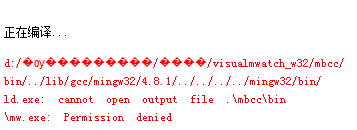 正在编译...
d:/�oy���������/����/visualmwatch_w32/mbcc/
bin/../lib/gcc/mingw32/4.8.1/../../../../mingw32/bin/
ld.exe: cannot open output file .\mbcc\bin
\mw.exe: Permission denied